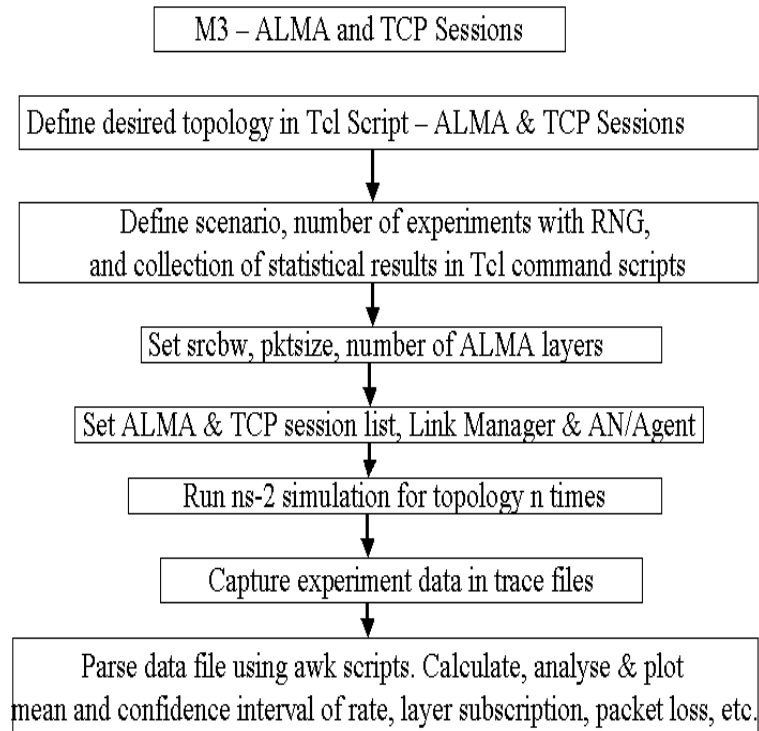 M3 – ALMA and TCP Sessions
Define desired topology in Tcl Script – ALMA & TCP Sessions
Define scenario, number of experiments with RNG,
and collection of statistical results in Tcl command scripts
Set srcbw, pktsize, number of ALMA layers
Set ALMA & TCP session list, Link Manager & AN/Agent
Run ns-2 simulation for topology n times
Capture experiment data in trace files
Parse data file using awk scripts. Calculate, analyse & plot
mean and confidence interval of rate, layer subscription, packet loss, etc.